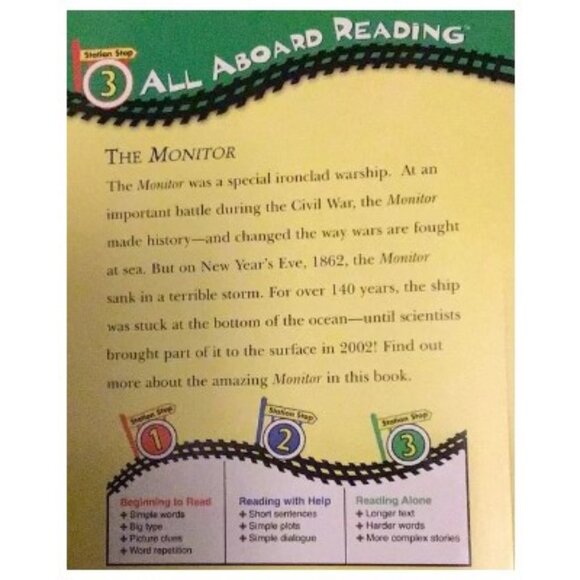 Station Stop
3
ALL ABOARD READING™
THE MONITOR
The Monitor was a special ironclad warship. At an
important battle during the Civil War, the Monitor
made history—and changed the way wars are fought
at sea. But on New Year's Eve, 1862, the Monitor
sank in a terrible storm. For over 140 years, the ship
was stuck at the bottom of the ocean—until scientists
brought part of it to the surface in 2002! Find out
more about the amazing Monitor in this book.
Station Stop
1
Beginning to Read
+ Simple words
+ Big type
+ Picture clues
+ Word repetition
Station Stop
2
Reading with Help
+ Short sentences
+ Simple plots
+ Simple dialogue
Station Stop
3
Reading Alone
+ Longer text
+ Harder words
+ More complex stories